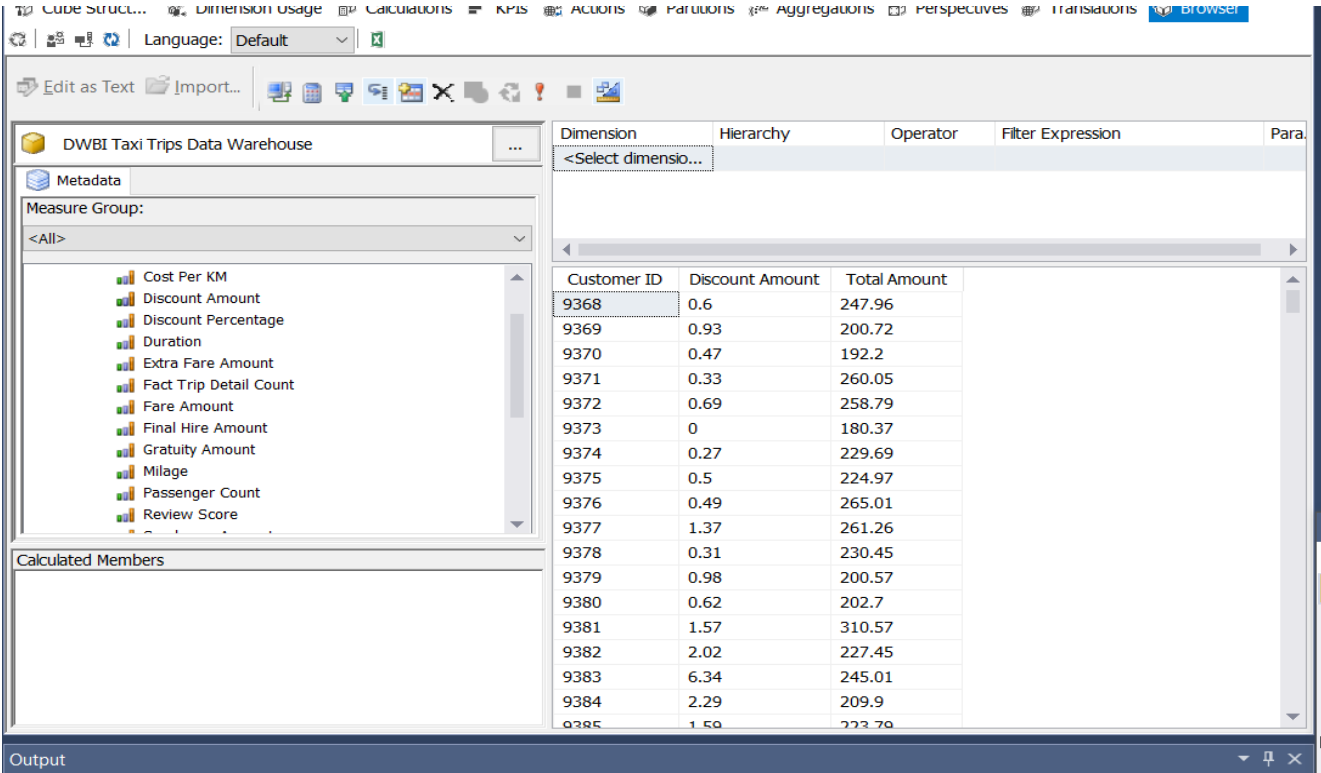 Cube Struct... Dimension Usage Calculations KPIs Actions Partitions Aggregations Perspectives Translations Browser
Language: Default
Edit as Text Import...
DWBI Taxi Trips Data Warehouse ...
Metadata
Measure Group:
<All>
Cost Per KM
Discount Amount
Discount Percentage
Duration
Extra Fare Amount
Fact Trip Detail Count
Fare Amount
Final Hire Amount
Gratuity Amount
Milage
Passenger Count
Review Score
Calculated Members
Dimension Hierarchy Operator Filter Expression Para.
<Select dimensio...
Customer ID Discount Amount Total Amount
9368 0.6 247.96
9369 0.93 200.72
9370 0.47 192.2
9371 0.33 260.05
9372 0.69 258.79
9373 0 180.37
9374 0.27 229.69
9375 0.5 224.97
9376 0.49 265.01
9377 1.37 261.26
9378 0.31 230.45
9379 0.98 200.57
9380 0.62 202.7
9381 1.57 310.57
9382 2.02 227.45
9383 6.34 245.01
9384 2.29 209.9
9385 1.59 223.79
Output